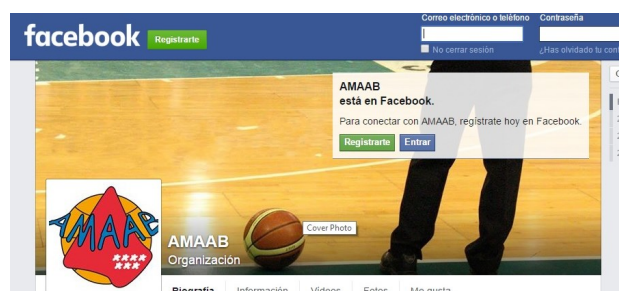 Correo electrónico o teléfono Contraseña
facebook Registrarte
No cerrar sesión ¿Has olvidado tu
AMAAB
está en Facebook.
Para conectar con AMAAB, regístrate hoy en Facebook.
Registrarte Entrar
AMAAB
Cover Photo
AMAAB
Organización
Biografía Información Vídeos Fotos Me gusta